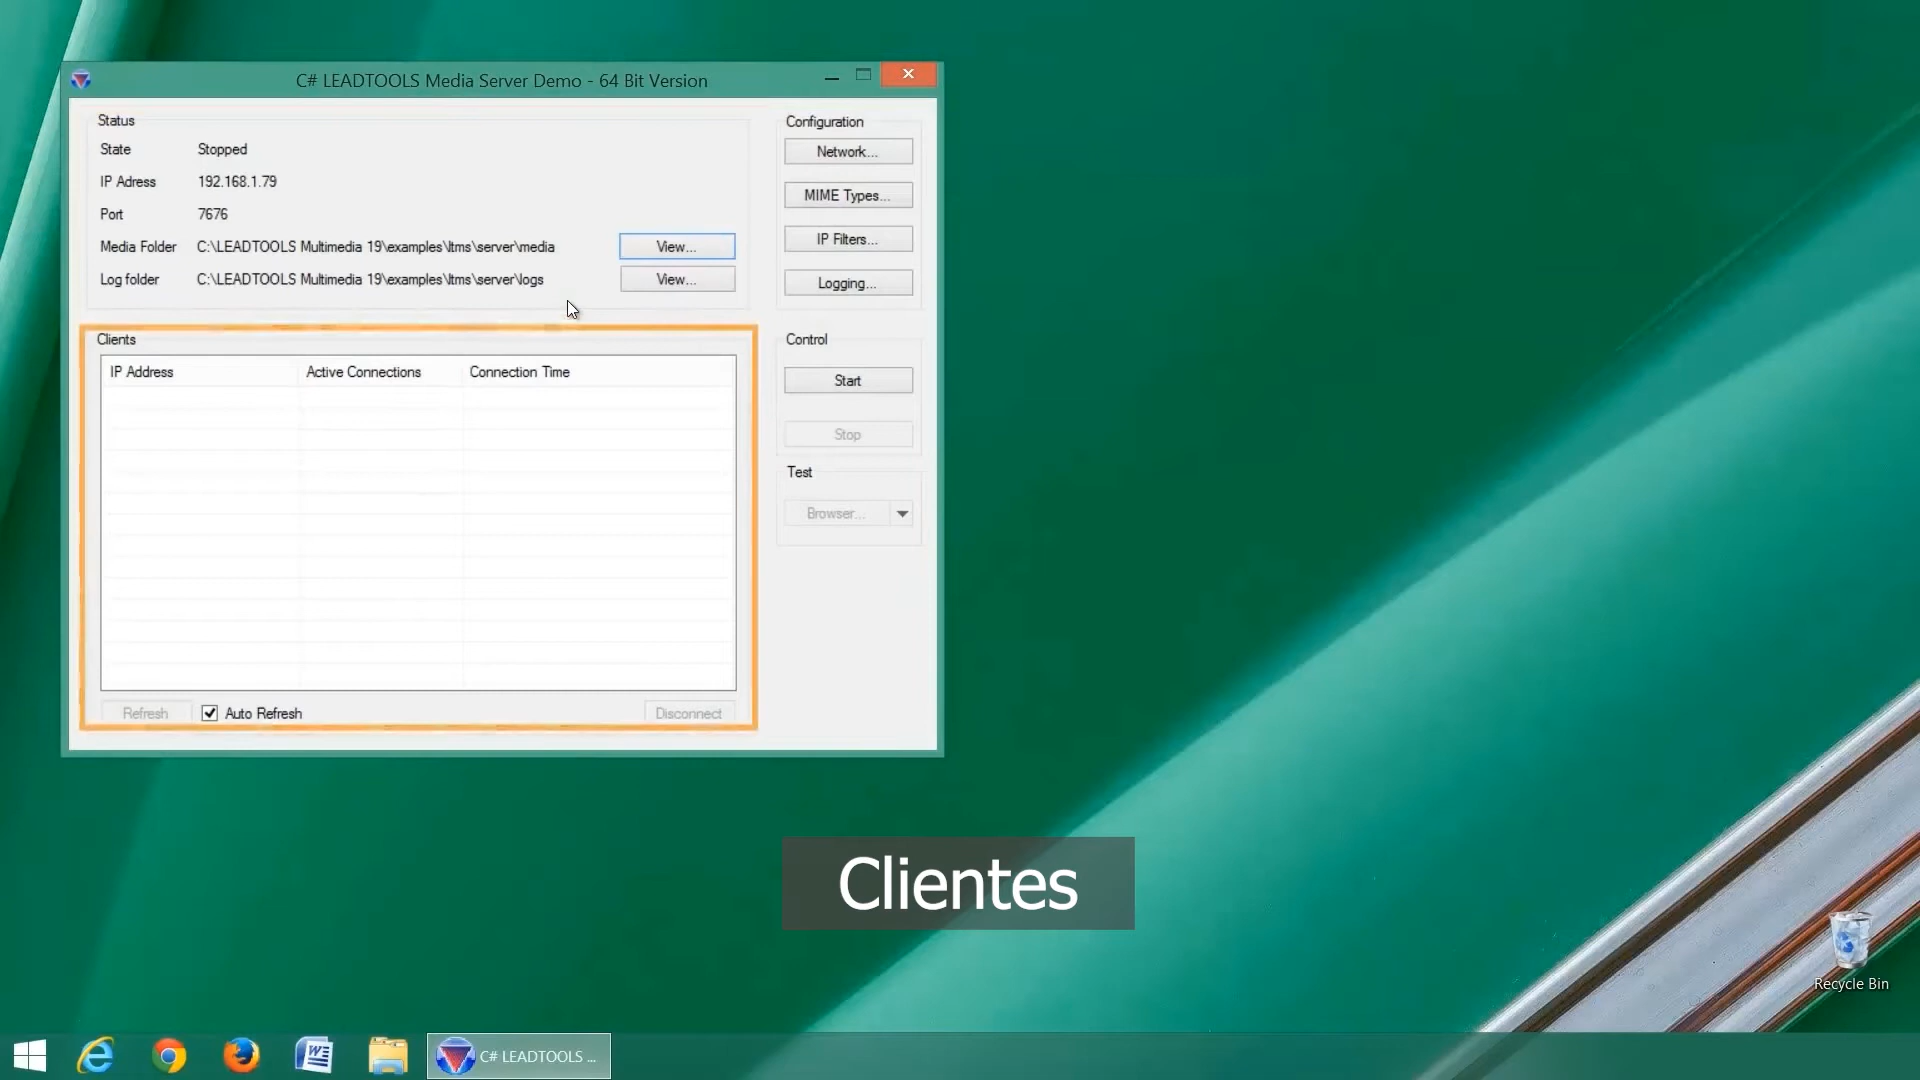 C# LEADTOOLS Media Server Demo - 64 Bit Version
Status
State Stopped
IP Adress 192.168.1.79
Port 7676
Media Folder C:\LEADTOOLS Multimedia 19\examples\ltms\server\media View...
Log folder C:\LEADTOOLS Multimedia 19\examples\ltms\server\logs View...
Configuration
Network...
MIME Types...
IP Filters...
Logging...
Clients
IP Address Active Connections Connection Time
Refresh Auto Refresh Disconnect
Control
Start
Stop
Test
Browser...
Clientes
Recycle Bin
C# LEADTOOLS ...